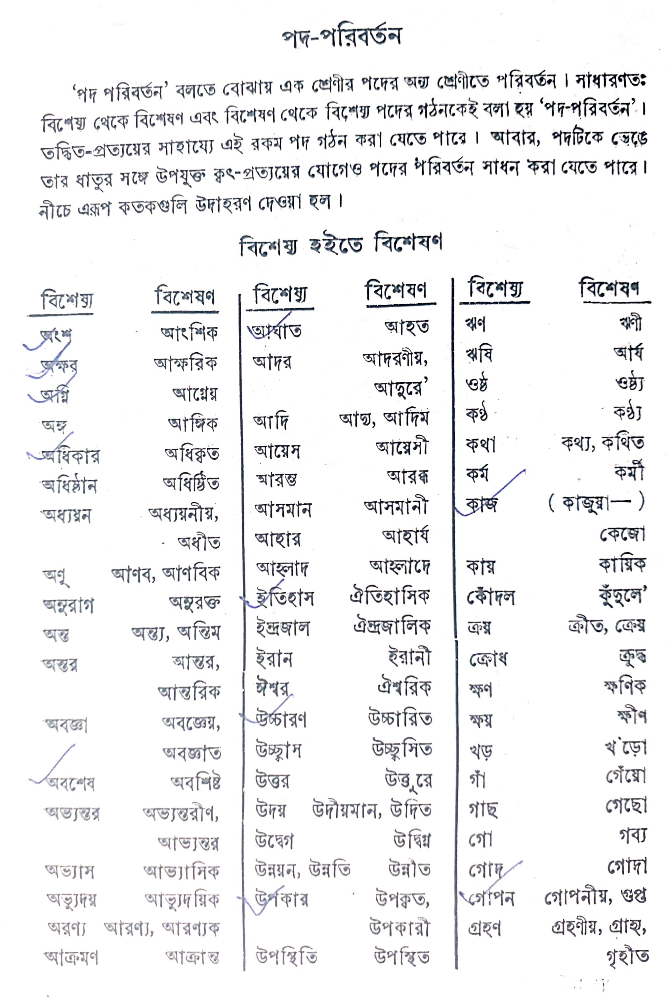 পদ-পরিবর্তন
‘পদ পরিবর্তন’ বলতে বোঝায় এক শ্রেণীর পদের অন্য শ্রেণীতে পরিবর্তন। সাধারণতঃ
বিশেষ্য থেকে বিশেষণ এবং বিশেষণ থেকে বিশেষ্য পদের গঠনকেই বলা হয় ‘পদ-পরিবর্তন’।
তদ্ধিত-প্রত্যয়ের সাহায্যে এই রকম পদ গঠন করা যেতে পারে। আবার, পদটিকে ভেঙে
তার ধাতুর সঙ্গে উপযুক্ত কৃৎ-প্রত্যয়ের যোগেও পদের পরিবর্তন সাধন করা যেতে পারে।
নীচে এরূপ কতকগুলি উদাহরণ দেওয়া হল।
বিশেষ্য হইতে বিশেষণ
বিশেষ্য বিশেষণ
অংশ আংশিক
অক্ষর আক্ষরিক
অগ্নি আগ্নেয়
অঙ্গ আঙ্গিক
অধিকার অধিকৃত
অধিষ্ঠান অধিষ্ঠিত
অধ্যয়ন অধ্যয়নীয়,
অধীত
অণু আণব, আণবিক
অনুরাগ অনুরক্ত
অন্ত অন্ত্য, অন্তিম
অন্তর আন্তর,
আন্তরিক
অবজ্ঞা অবজ্ঞেয়,
অবজ্ঞাত
অবশেষ অবশিষ্ট
অভ্যন্তর অভ্যন্তরীণ,
আভ্যন্তর
অভ্যাস আভ্যাসিক
অভ্যুদয় আভ্যুদয়িক
অরণ্য আরণ্য, আরণ্যক
আক্রমণ আক্রান্ত
বিশেষ্য বিশেষণ
আঘাত আহত
আদর আদরণীয়,
আদুরে’
আদি আদ্য, আদিম
আয়েস আয়েসী
আরম্ভ আরব্ধ
আসমান আসমানী
আহার আহার্য
আহ্লাদ আহ্লাদে
ইতিহাস ঐতিহাসিক
ইন্দ্রজাল ঐন্দ্রজালিক
ইরান ইরানী
ঈশ্বর ঐশ্বরিক
উচ্চারণ উচ্চারিত
উচ্ছ্বাস উচ্ছ্বসিত
উত্তর উত্তুরে
উদয় উদীয়মান, উদিত
উদ্বেগ উদ্বিগ্ন
উন্নয়ন, উন্নতি উন্নীত
উপকার উপকৃত,
উপকারী
উপস্থিতি উপস্থিত
বিশেষ্য বিশেষণ
ঋণ ঋণী
ঋষি আর্য
ওষ্ঠ ওষ্ঠ্য
কণ্ঠ কণ্ঠ্য
কথা কথ্য, কথিত
কর্ম কর্মী
কাজ ( কাজুয়া— )
কেজো
কায় কায়িক
কোঁদল কুঁদুলে’
ক্রয় ক্রীত, ক্রেয়
ক্রোধ ক্রুদ্ধ
ক্ষণ ক্ষণিক
ক্ষয় ক্ষীণ
খড় খ'ড়ো
গাঁ গেঁয়ো
গাছ গেছো
গো গব্য
গোদ গোদা
গোপন গোপনীয়, গুপ্ত
গ্রহণ গ্রহণীয়, গ্রাহ্য,
গৃহীত